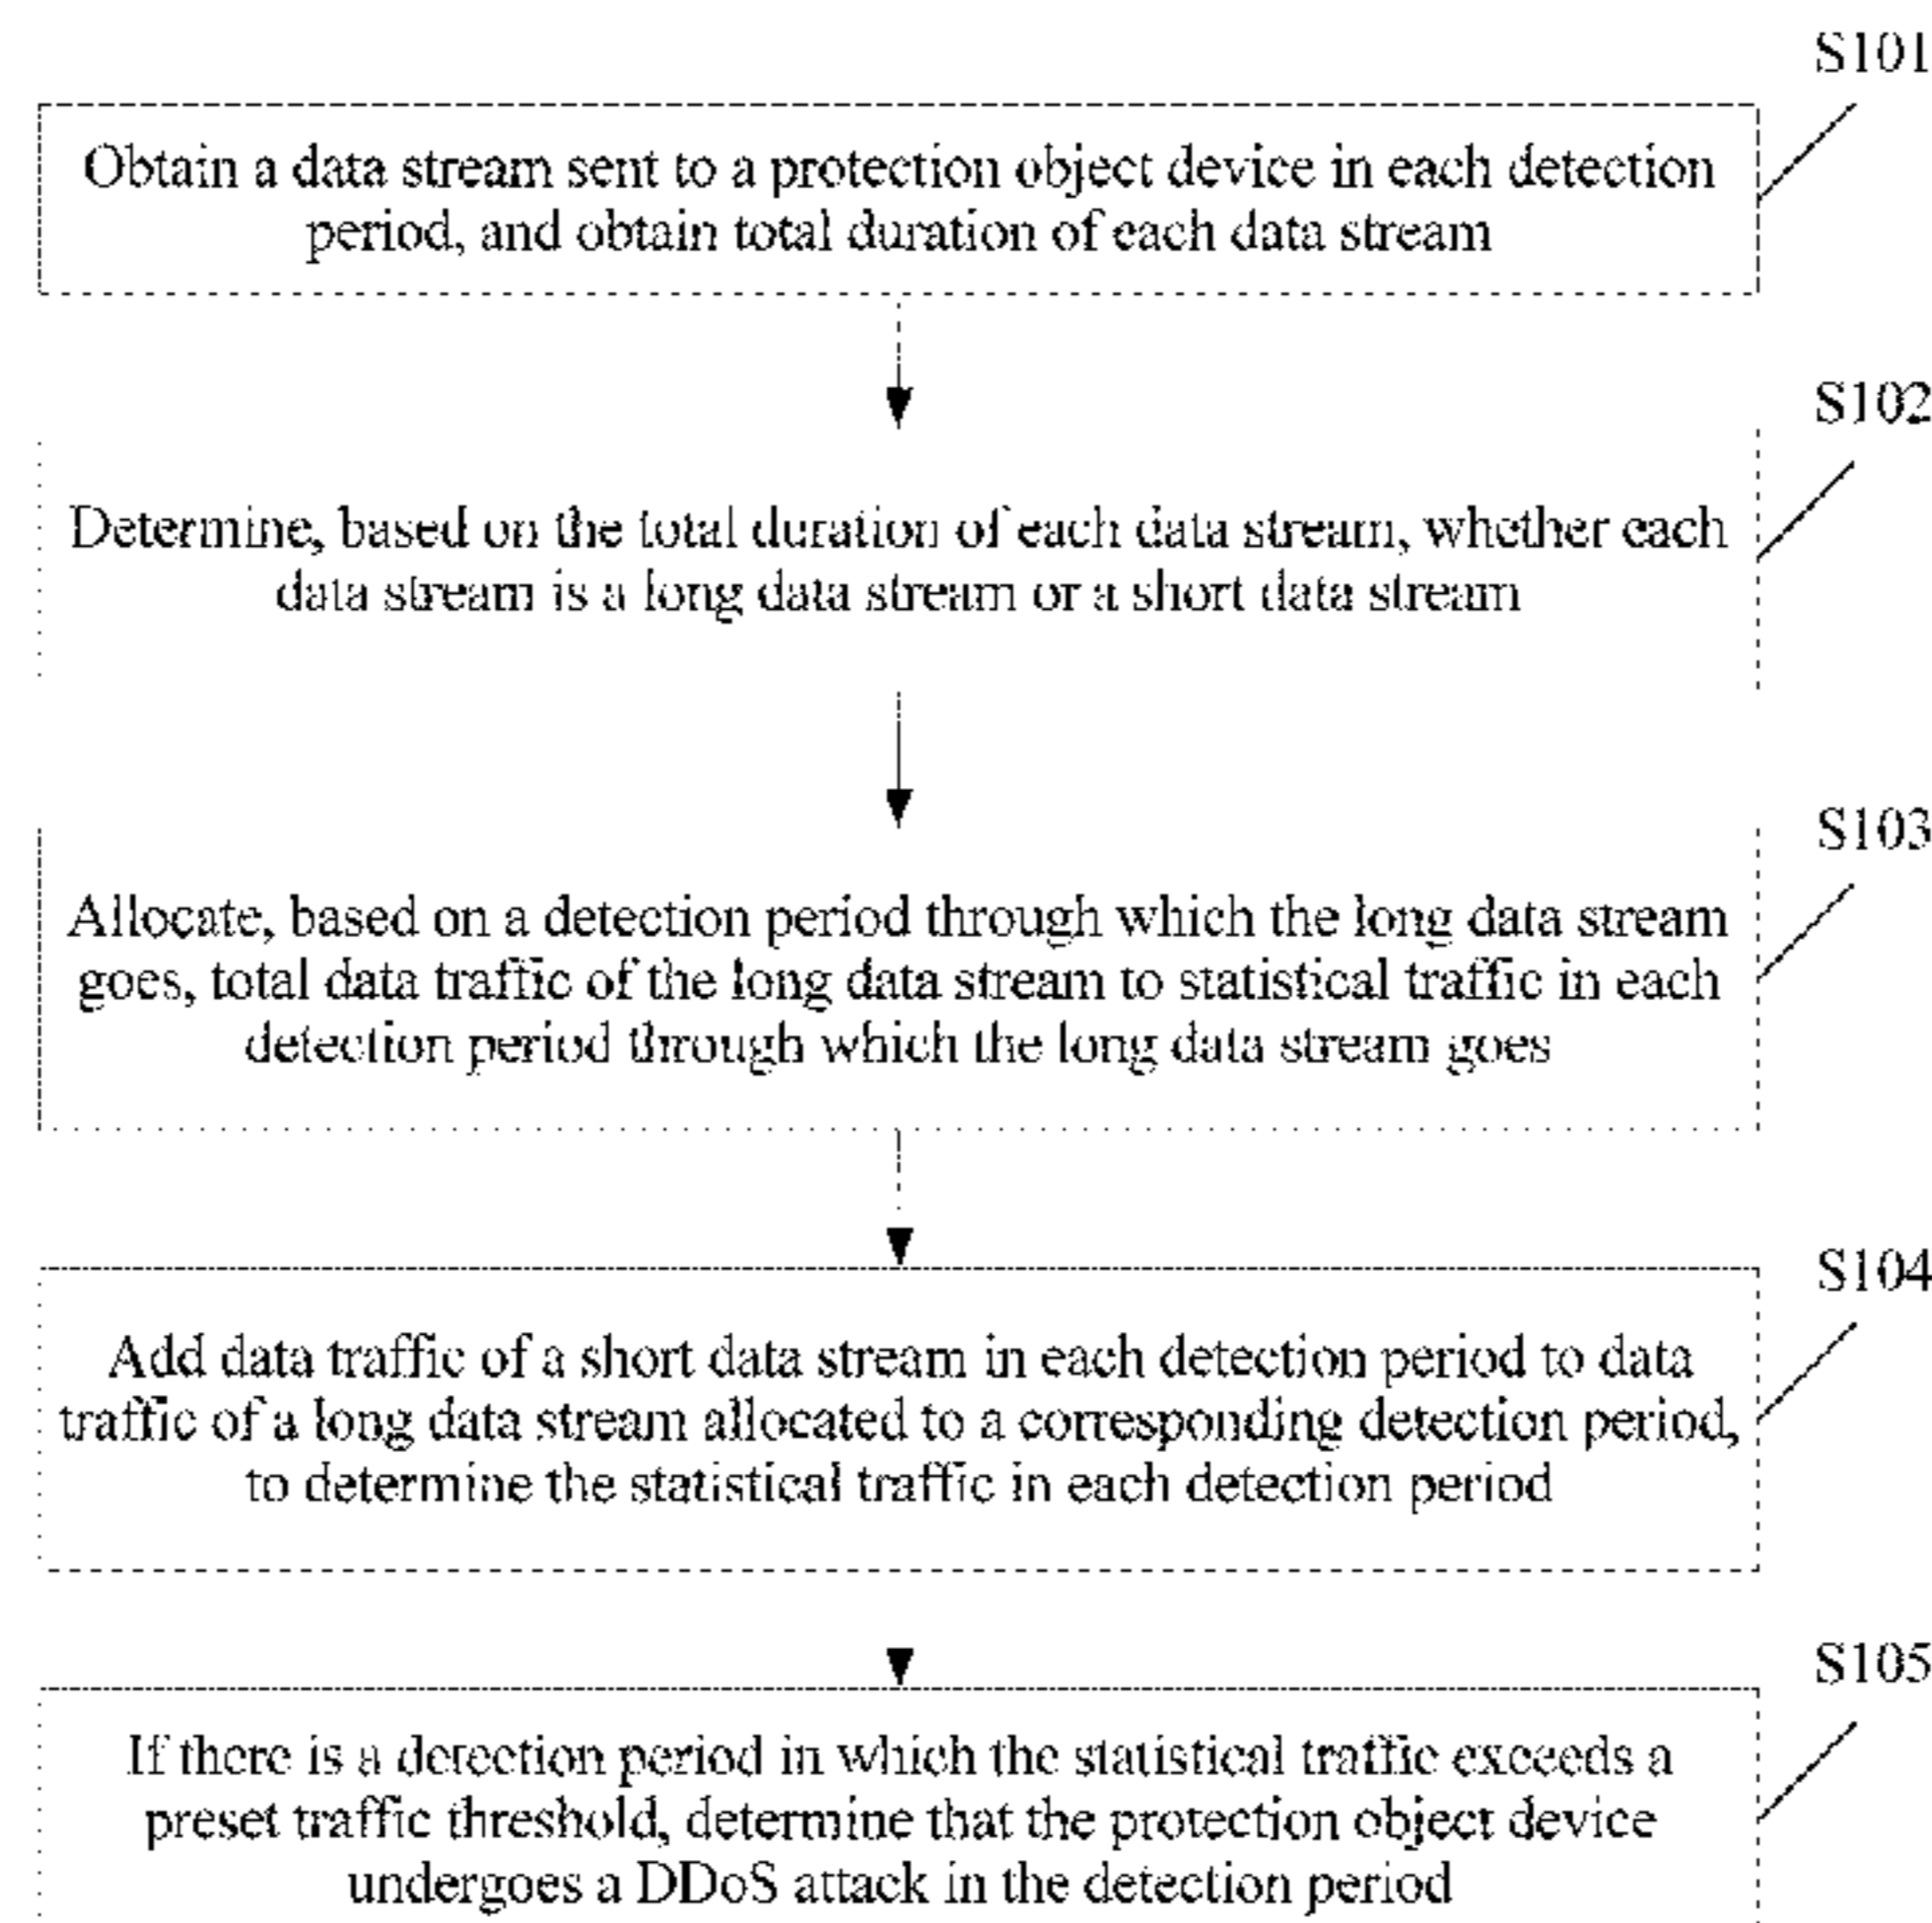 S101
Obtain a data stream sent to a protection object device in each detection
period, and obtain total duration of each data stream
S102
Determine, based on the total duration of each data stream, whether each
data stream is a long data stream or a short data stream
S103
Allocate, based on a detection period through which the long data stream
goes, total data traffic of the long data stream to statistical traffic in each
detection period through which the long data stream goes
S104
Add data traffic of a short data stream in each detection period to data
traffic of a long data stream allocated to a corresponding detection period,
to determine the statistical traffic in each detection period
S105
If there is a detection period in which the statistical traffic exceeds a
preset traffic threshold, determine that the protection object device
undergoes a DDoS attack in the detection period